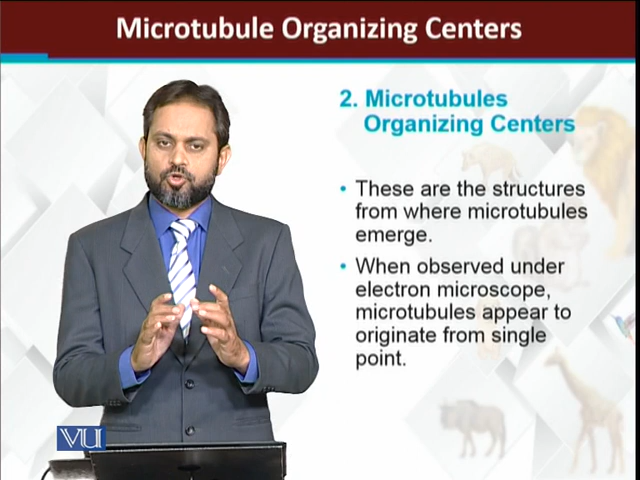 Microtubule Organizing Centers
2. Microtubules
Organizing Centers
• These are the structures
from where microtubules
emerge.
• When observed under
electron microscope,
microtubules appear to
originate from single
point.
VU